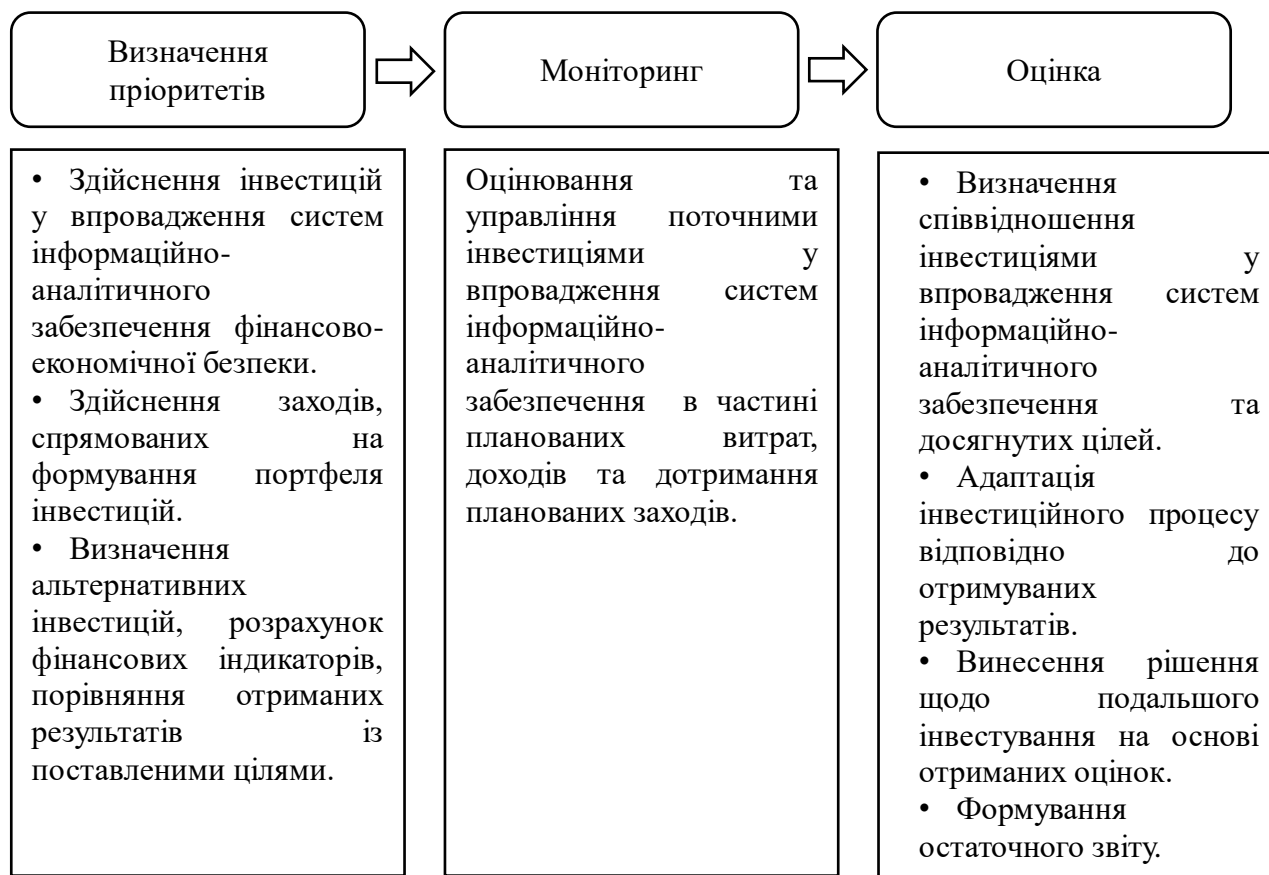 Визначення
пріоритетів
Моніторинг
Оцінка
• Здійснення інвестицій
у впровадження систем
інформаційно-
аналітичного
забезпечення фінансово-
економічної безпеки.
• Здійснення заходів,
спрямованих на
формування портфеля
інвестицій.
• Визначення
альтернативних
інвестицій, розрахунок
фінансових індикаторів,
порівняння отриманих
результатів із
поставленими цілями.
Оцінювання та
управління поточними
інвестиціями у
впровадження систем
інформаційно-
аналітичного
забезпечення в частині
планованих витрат,
доходів та дотримання
планованих заходів.
• Визначення
співвідношення
інвестиціями у
впровадження систем
інформаційно-
аналітичного
забезпечення та
досягнутих цілей.
• Адаптація
інвестиційного процесу
відповідно до
отримуваних
результатів.
• Винесення рішення
щодо подальшого
інвестування на основі
отриманих оцінок.
• Формування
остаточного звіту.